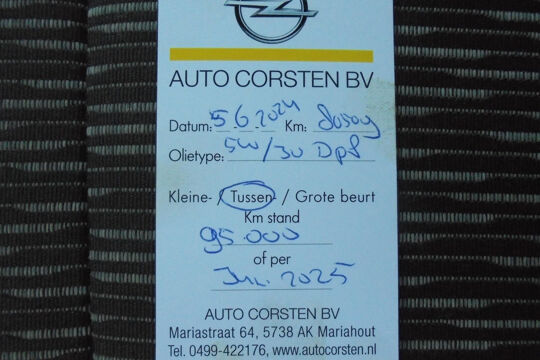 AUTO CORSTEN BV
Datum: 5.6.2024 Km:
Olietype: 5W/30 Dpf
Kleine- / Tussen- / Grote beurt
Km stand
95.000
of per
2025
AUTO CORSTEN BV
Mariastraat 64, 5738 AK Mariahout
Tel. 0499-422176, www.autocorsten.nl